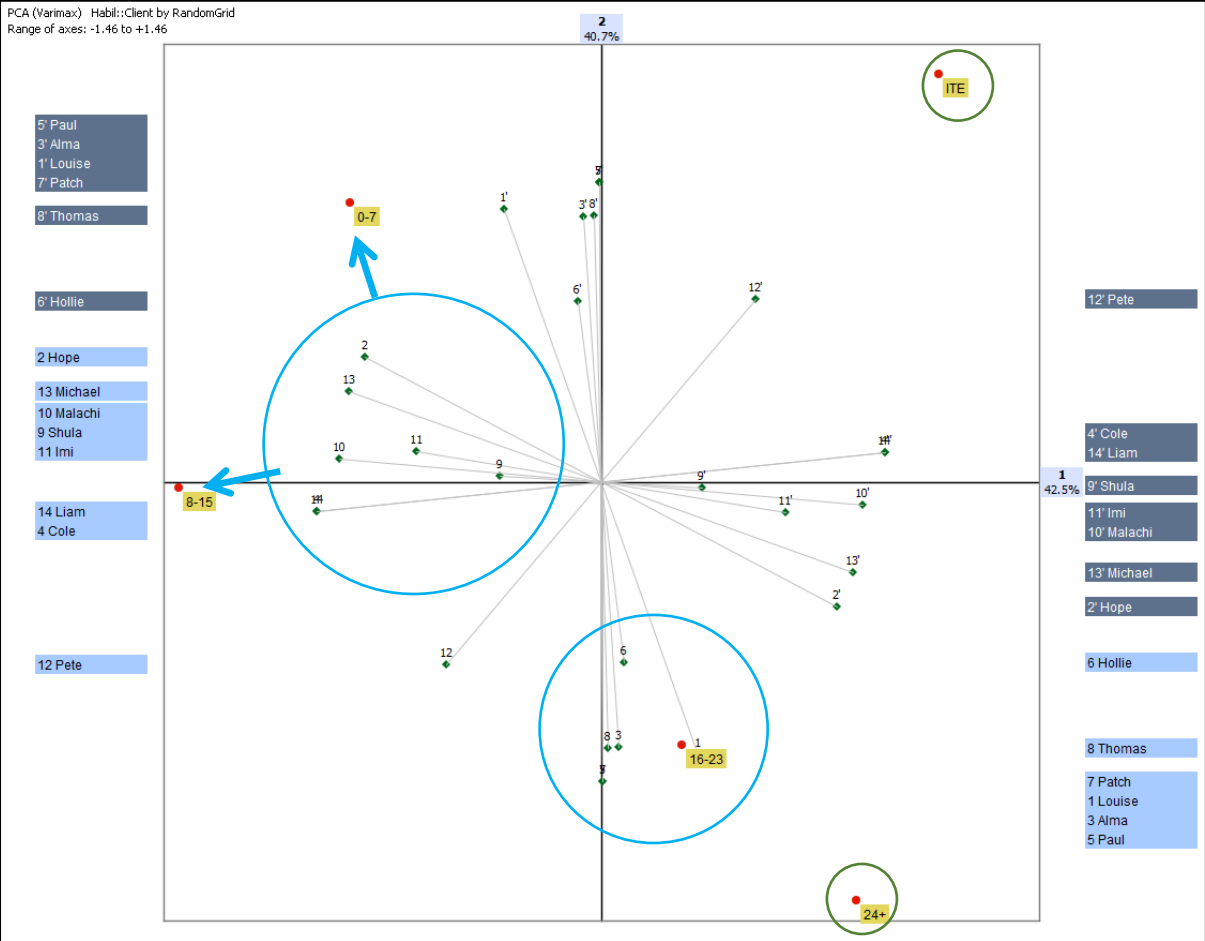 PCA (Varimax) Habil::Client by RandomGrid
Range of axes: -1.46 to +1.46
2
40.7%
ITE
5' Paul
3' Alma
1' Louise
7' Patch
8' Thomas
0-7
1'
3'
8'
6'
12'
6' Hollie
12' Pete
2 Hope
13 Michael
10 Malachi
9 Shula
11 Imi
2
13
10
11
9
4' Cole
14' Liam
1
42.5%
9' Shula
9'
8-15
11'
10'
14 Liam
4 Cole
11' Imi
10' Malachi
13'
13' Michael
2'
2' Hope
12
12 Pete
6
6 Hollie
8
3
1
16-23
8 Thomas
7 Patch
1 Louise
3 Alma
5 Paul
24+